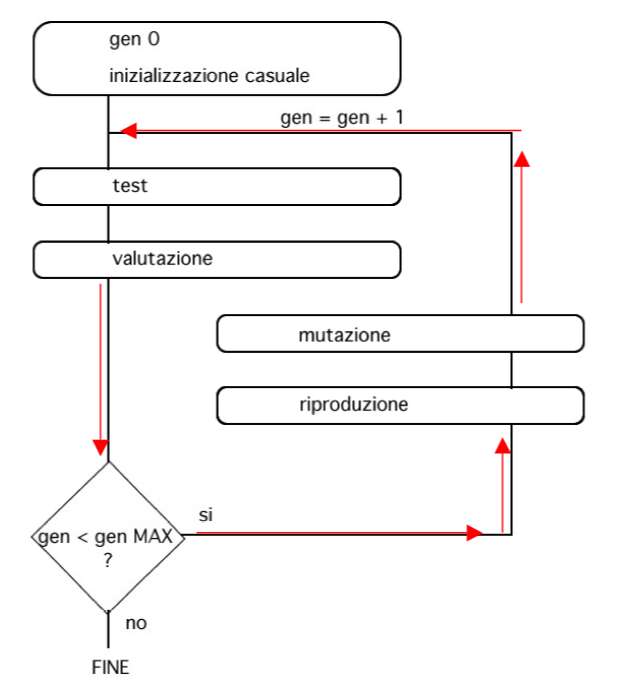 gen 0
inizializzazione casuale
gen = gen + 1
test
valutazione
mutazione
riproduzione
si
gen < gen MAX
?
no
FINE